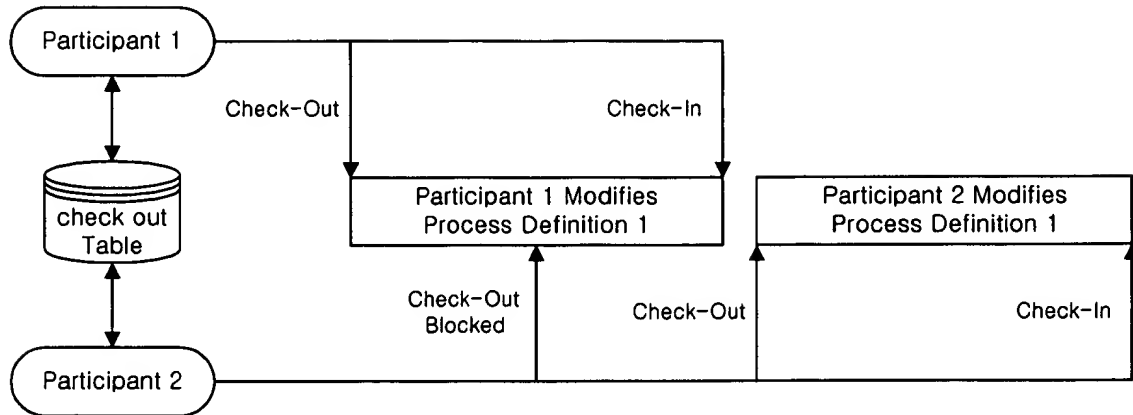 Participant 1
Check-Out
Check-In
Participant 1 Modifies
Process Definition 1
Participant 2 Modifies
Process Definition 1
check out
Table
Check-Out
Blocked
Check-Out
Check-In
Participant 2